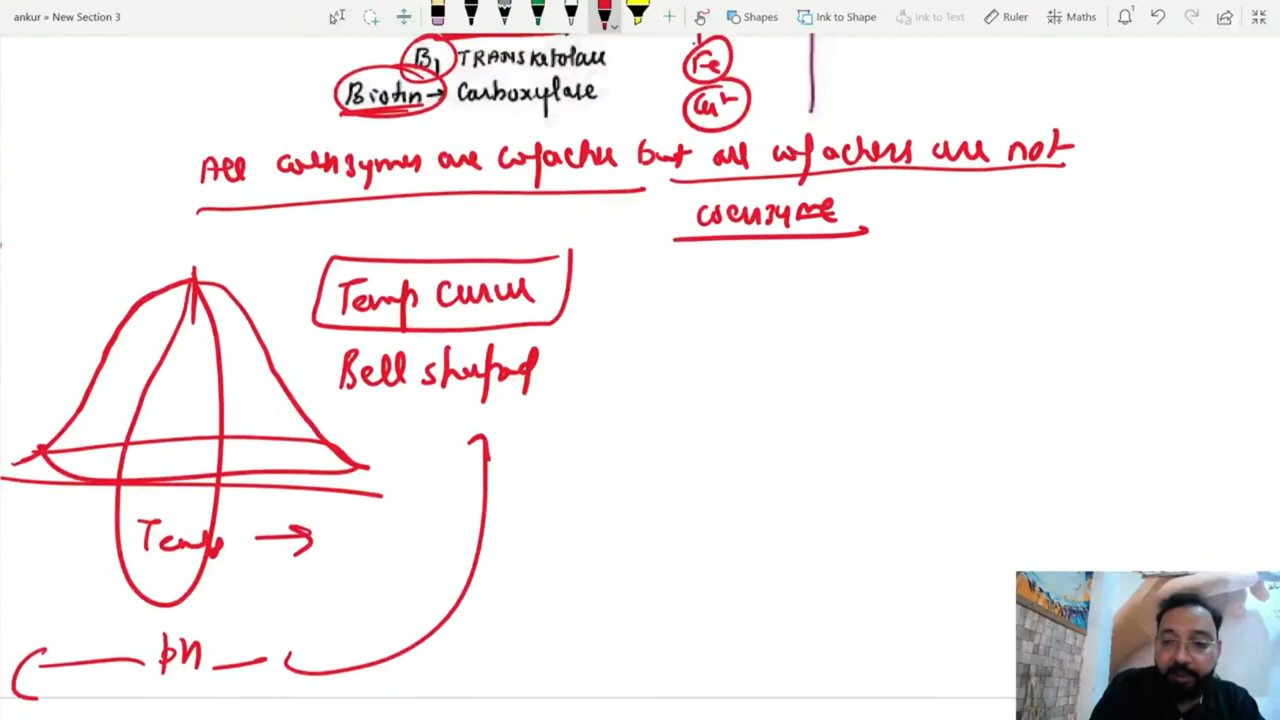 ankur » New Section 3
Shapes
Ink to Shape
Ink to Text
Ruler
Maths
B1 TRANSketolase
Fe
Biotin → Carboxylase
Cu²⁺
All coenzymes are cofactor but all cofactors are not
coenzyme
Temp curve
Bell shaped
Temp →
pH